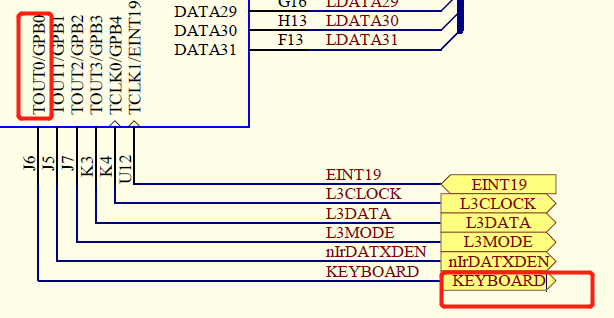 G16 LDATA29
DATA29
H13 LDATA30
DATA30
F13 LDATA31
DATA31
TOUT0/GPB0
TOUT1/GPB1
TOUT2/GPB2
TOUT3/GPB3
TCLK0/GPB4
TCLK1/EINT19
J6
J5
J7
K3
K4
U12
EINT19 EINT19
L3CLOCK L3CLOCK
L3DATA L3DATA
L3MODE L3MODE
nIrDATXDEN nIrDATXDEN
KEYBOARD KEYBOARD